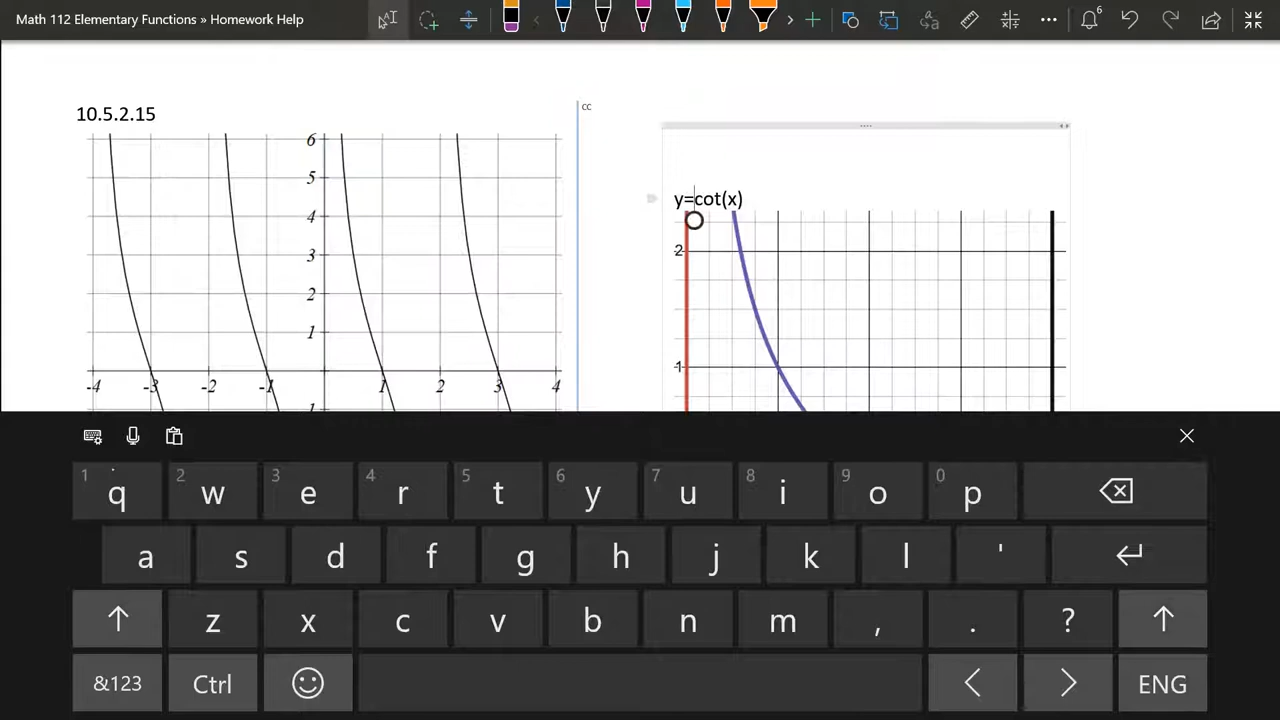 Math 112 Elementary Functions » Homework Help
6
10.5.2.15
cc
6
5
4
3
2
1
-4 -3 -2 -1 1 2 3 4
1
y=cot(x)
2
1
1 2 3 4 5 6 7 8 9 0
q w e r t y u i o p
a s d f g h j k l '
z x c v b n m , . ?
&123 Ctrl ENG